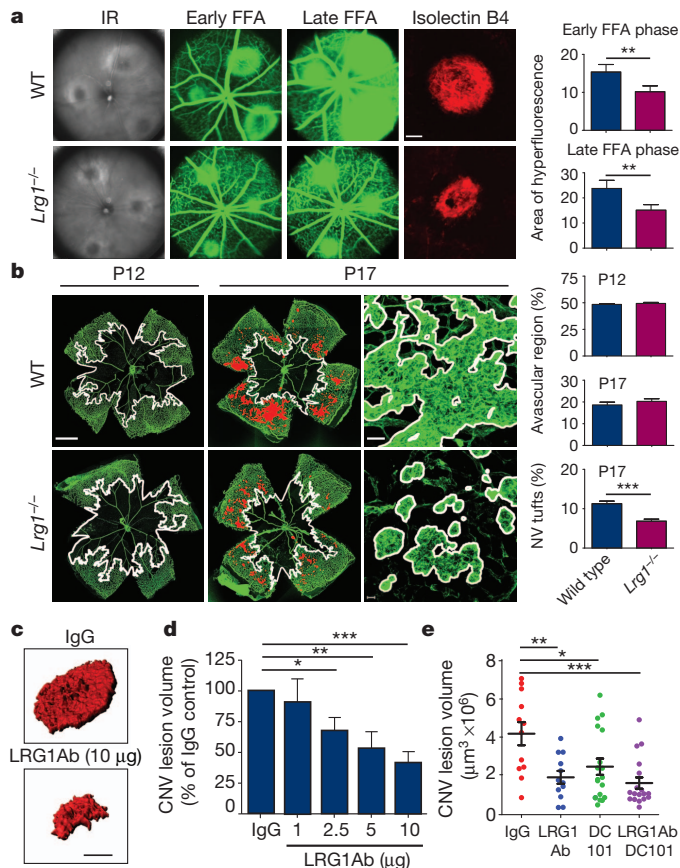 a
IR
Early FFA
Late FFA
Isolectin B4
WT
Lrg1–/–
Early FFA phase
**
20
10
0
Late FFA phase
**
30
20
10
0
Area of hyperfluorescence
b
P12
P17
WT
Lrg1–/–
P12
75
50
25
0
P17
30
20
10
0
Avascular region (%)
P17
***
20
10
0
NV tufts (%)
Wild type
Lrg1–/–
c
IgG
LRG1Ab (10 μg)
d
***
**
*
125
100
75
50
25
0
CNV lesion volume
(% of IgG control)
IgG
1
2.5
5
10
LRG1Ab (μg)
e
**
*
***
8
6
4
2
0
CNV lesion volume
(μm³ ×10⁶)
IgG
LRG1
Ab
DC
101
LRG1Ab
DC101